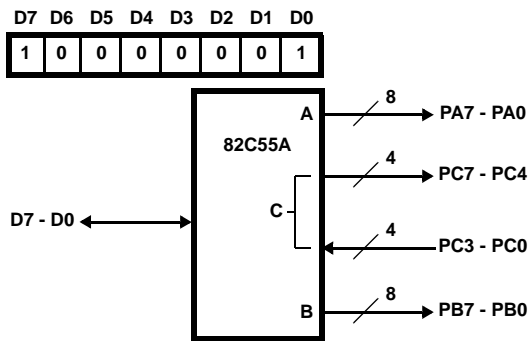 D7 D6 D5 D4 D3 D2 D1 D0
1 0 0 0 0 0 0 1
8
A PA7 - PA0
82C55A
4
PC7 - PC4
C
D7 - D0
4
PC3 - PC0
8
B PB7 - PB0